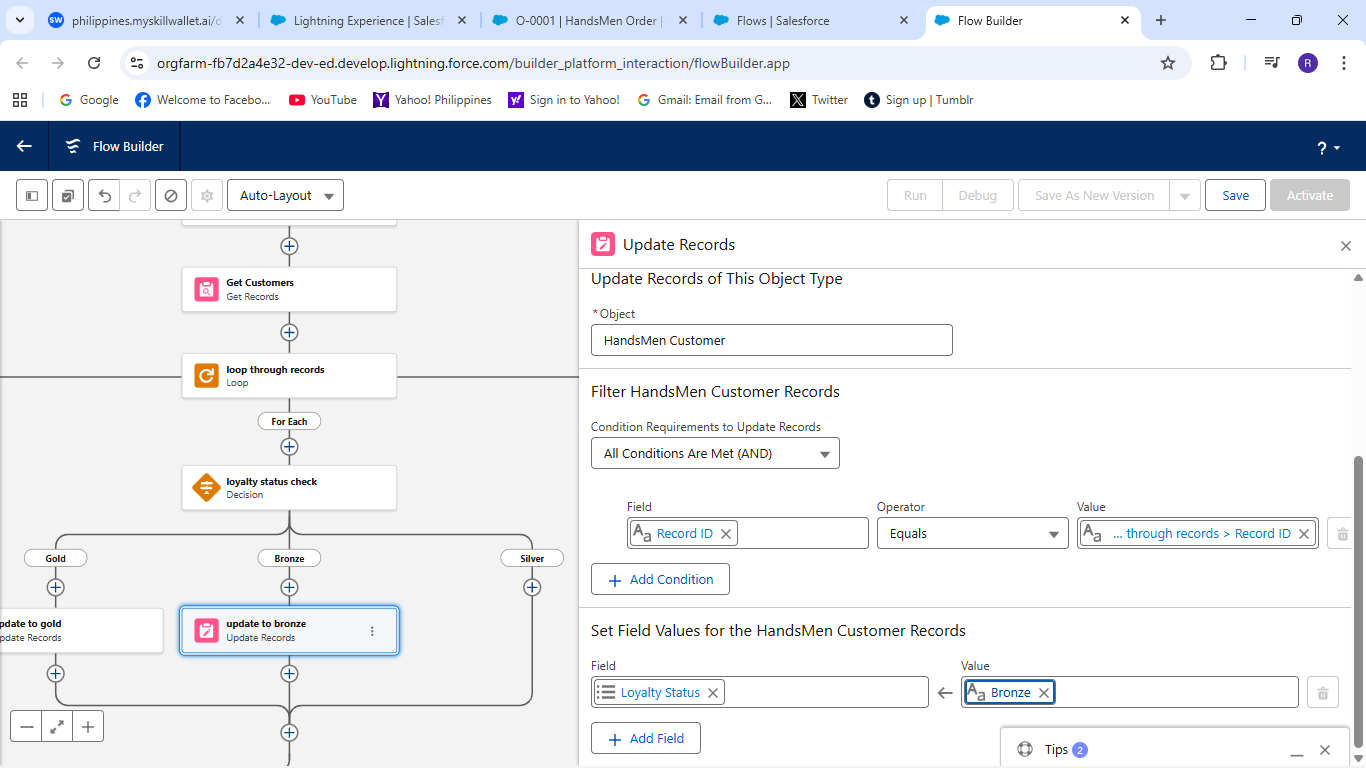 philippines.myskillwallet.ai/d
Lightning Experience | Salesf
O-0001 | HandsMen Order |
Flows | Salesforce
Flow Builder
orgfarm-fb7d2a4e32-dev-ed.develop.lightning.force.com/builder_platform_interaction/flowBuilder.app
R
Google
Welcome to Facebo...
YouTube
Yahoo! Philippines
Sign in to Yahoo!
Gmail: Email from G...
Twitter
Sign up | Tumblr
Flow Builder
?
Auto-Layout
Run
Debug
Save As New Version
Save
Activate
Get Customers
Get Records
loop through records
Loop
For Each
loyalty status check
Decision
Gold
Bronze
Silver
pdate to gold
pdate Records
update to bronze
Update Records
Update Records
Update Records of This Object Type
*Object
HandsMen Customer
Filter HandsMen Customer Records
Condition Requirements to Update Records
All Conditions Are Met (AND)
Field
Operator
Value
Aa Record ID
Equals
Aa ... through records > Record ID
Add Condition
Set Field Values for the HandsMen Customer Records
Field
Value
Loyalty Status
Aa Bronze
Add Field
Tips 2